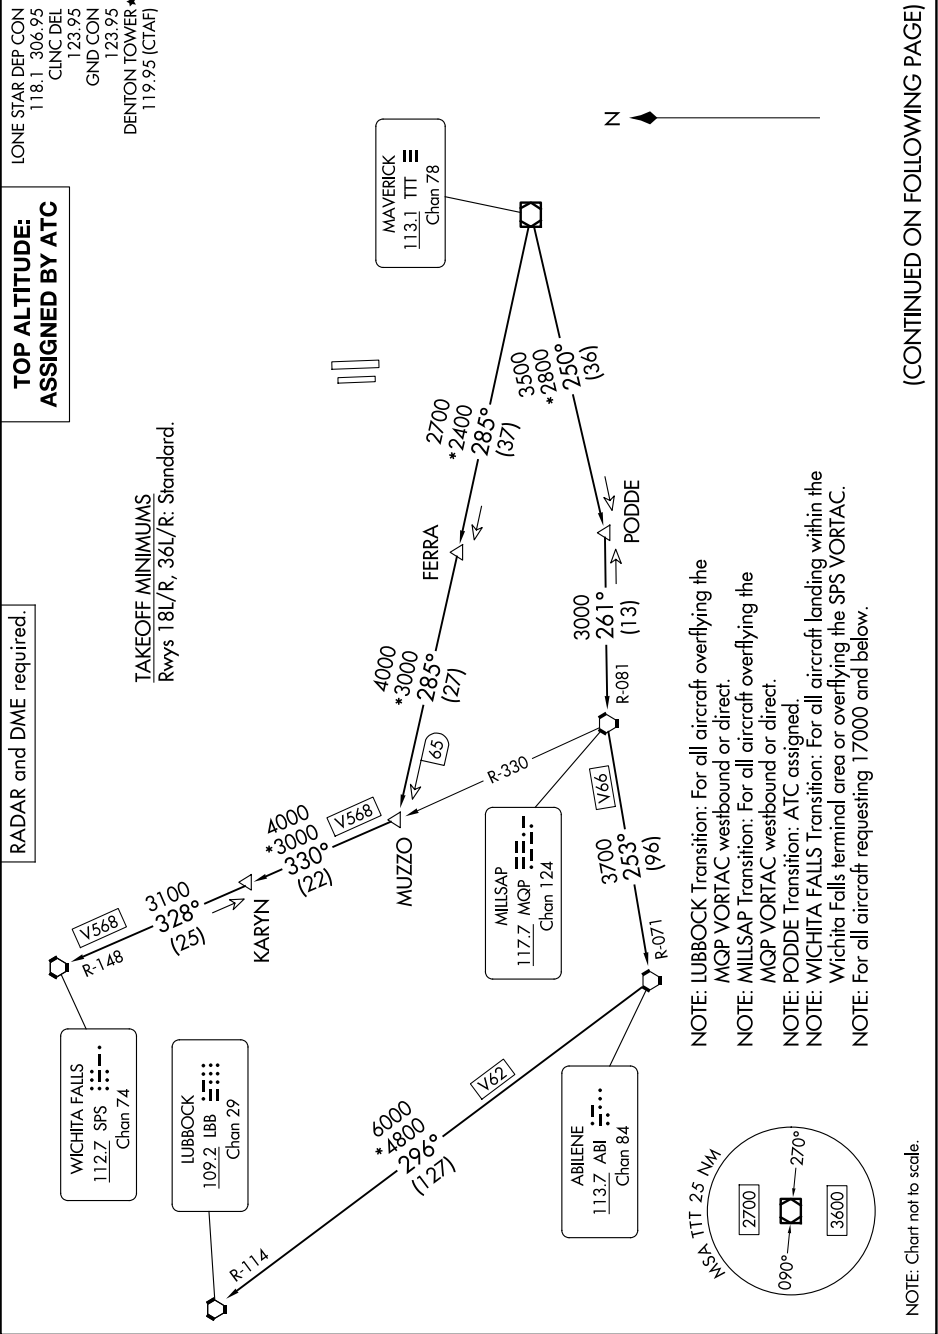 RADAR and DME required.
TOP ALTITUDE:
ASSIGNED BY ATC
LONE STAR DEP CON
118.1 306.95
CLNC DEL
123.95
GND CON
123.95
DENTON TOWER★
119.95 (CTAF)
TAKEOFF MINIMUMS
Rwys 18L/R, 36L/R: Standard.
WICHITA FALLS
112.7 SPS
Chan 74
R-148
V568
3100
328°
(25)
KARYN
4000
*3000
330°
(22)
V568
MUZZO
LUBBOCK
109.2 LBB
Chan 29
R-114
6000
*4800
296°
(127)
V62
4000
*3000
285°
(27)
65
FERRA
2700
*2400
285°
(37)
MAVERICK
113.1 TTT
Chan 78
3500
*2800
250°
(36)
PODDE
3000
261°
(13)
R-081
R-330
MILLSAP
117.7 MQP
Chan 124
V66
3700
253°
(96)
R-071
ABILENE
113.7 ABI
Chan 84
N
MSA TTT 25 NM
2700
090°
270°
3600
NOTE: LUBBOCK Transition: For all aircraft overflying the
MQP VORTAC westbound or direct.
NOTE: MILLSAP Transition: For all aircraft overflying the
MQP VORTAC westbound or direct.
NOTE: PODDE Transition: ATC assigned.
NOTE: WICHITA FALLS Transition: For all aircraft landing within the
Wichita Falls terminal area or overflying the SPS VORTAC.
NOTE: For all aircraft requesting 17000 and below.
NOTE: Chart not to scale.
(CONTINUED ON FOLLOWING PAGE)